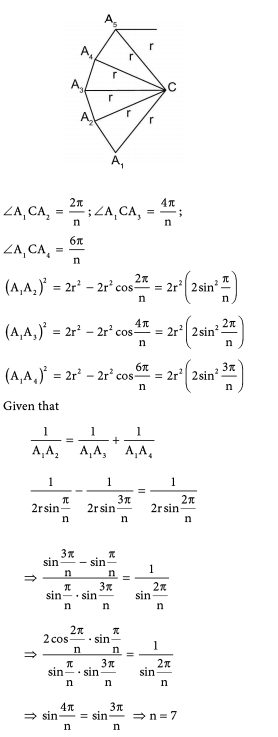 A₅
A₄
r
r
A₃
r
C
A₂
r
r
A₁
∠A₁CA₂ = 2π/n ; ∠A₁CA₃ = 4π/n ;
∠A₁CA₄ = 6π/n
(A₁A₂)² = 2r² − 2r² cos 2π/n = 2r² (2sin² π/n)
(A₁A₃)² = 2r² − 2r² cos 4π/n = 2r² (2sin² 2π/n)
(A₁A₄)² = 2r² − 2r² cos 6π/n = 2r² (2sin² 3π/n)
Given that
1/(A₁A₂) = 1/(A₁A₃) + 1/(A₁A₄)
1/(2r sin π/n) − 1/(2r sin 3π/n) = 1/(2r sin 2π/n)
⇒ (sin 3π/n − sin π/n)/(sin π/n · sin 3π/n) = 1/(sin 2π/n)
⇒ (2cos 2π/n · sin π/n)/(sin π/n · sin 3π/n) = 1/(sin 2π/n)
⇒ sin 4π/n = sin 3π/n ⇒ n = 7